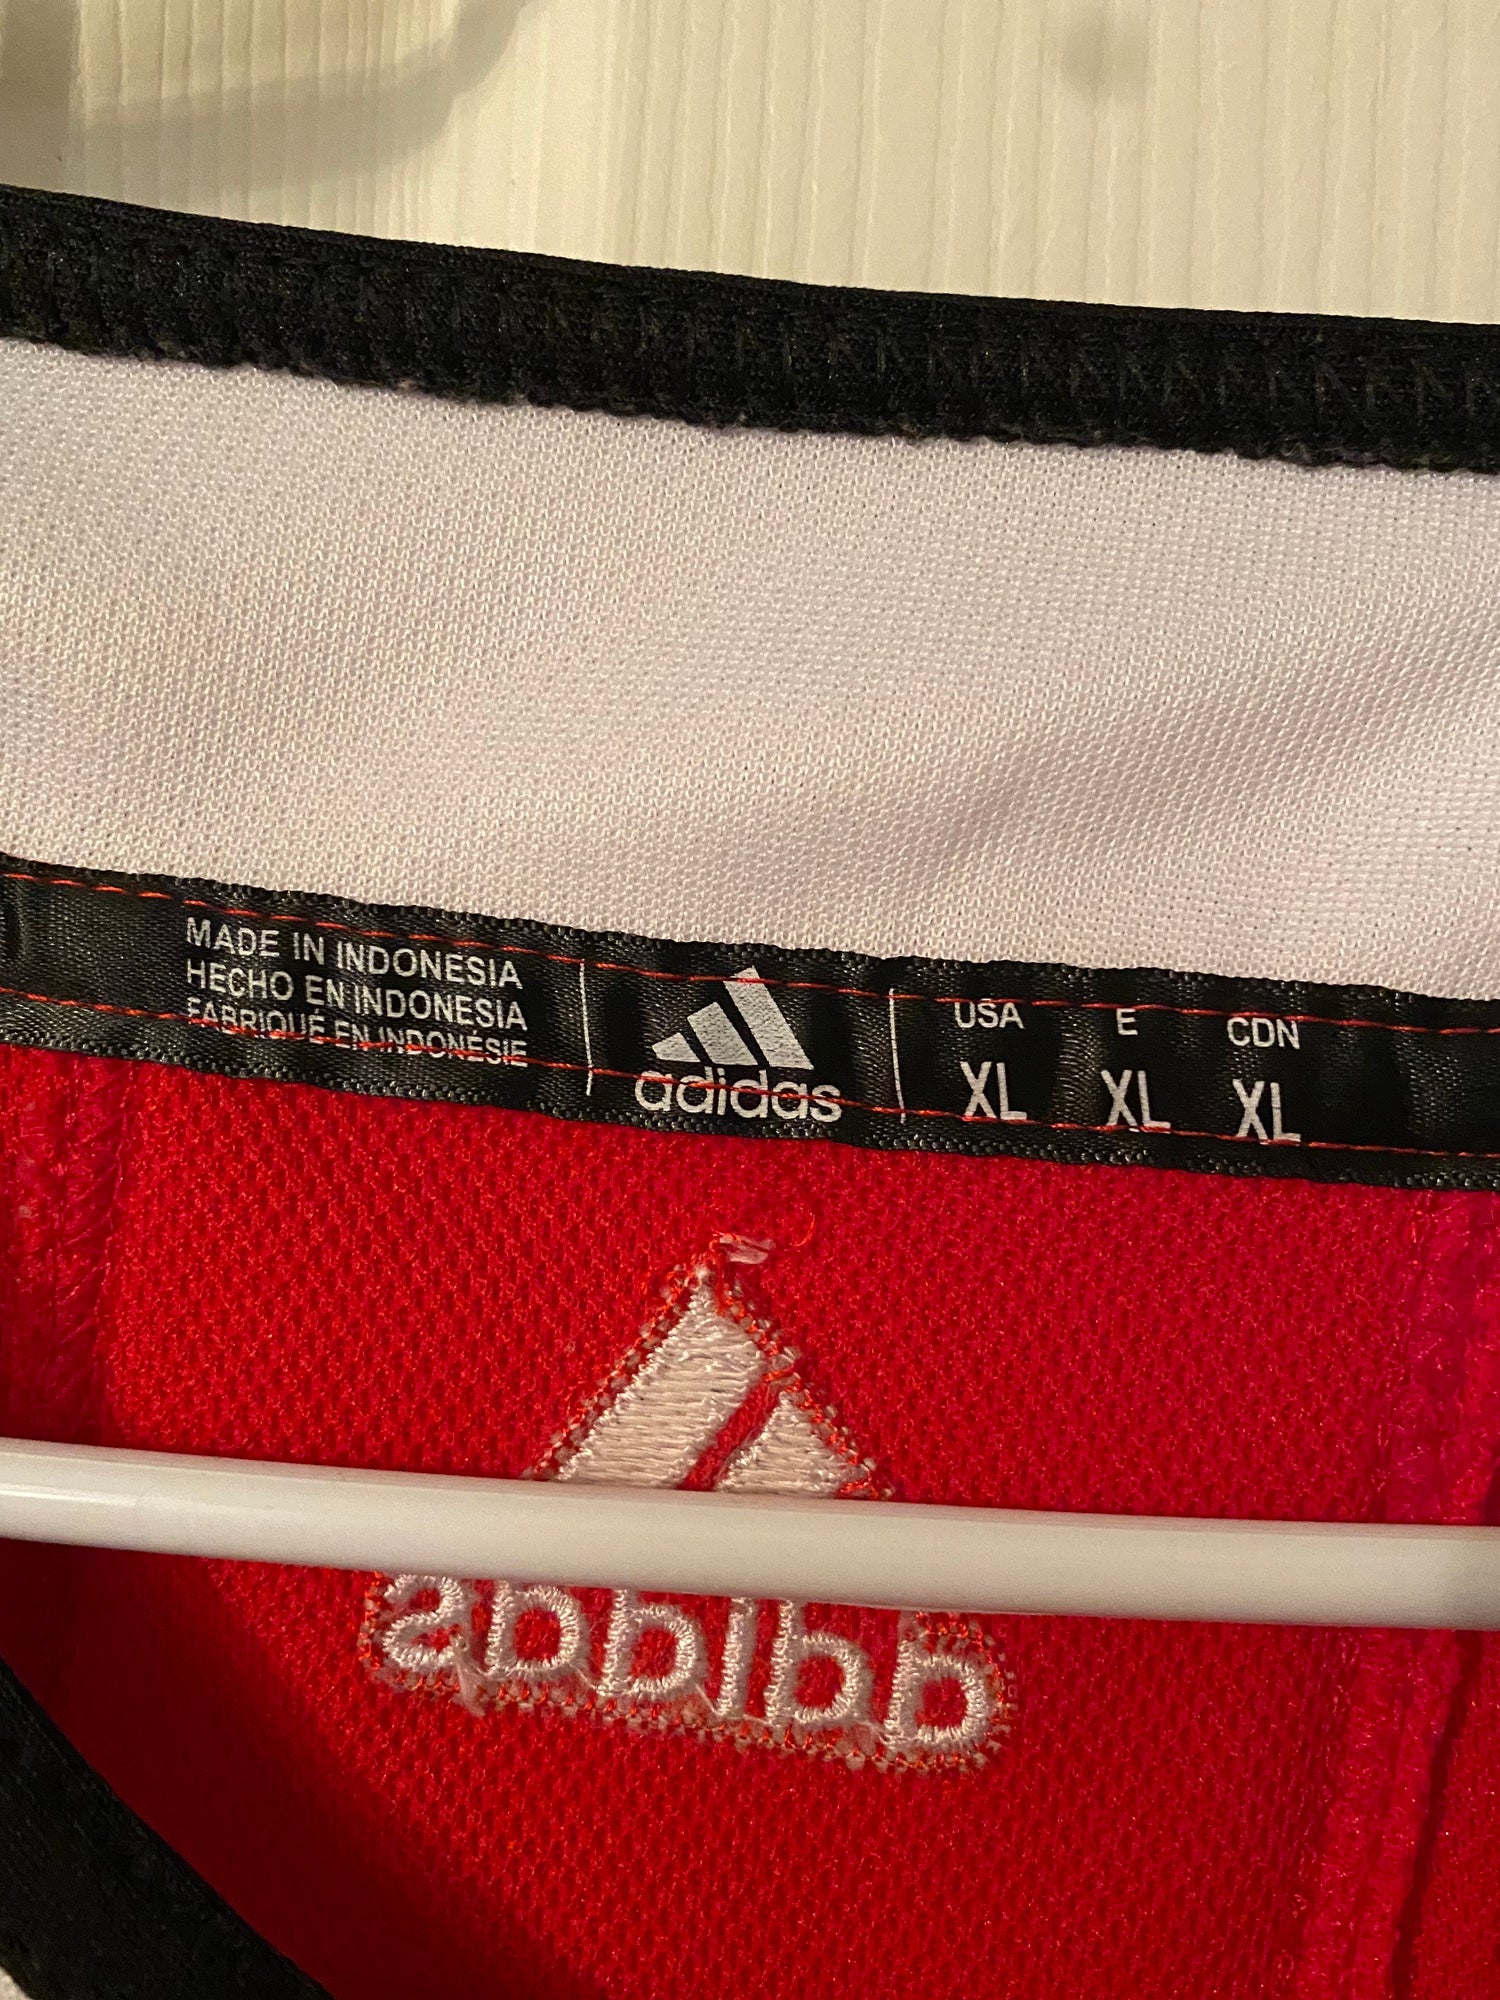 MADE IN INDONESIA
HECHO EN INDONESIA
FABRIQUÉ EN INDONÉSIE
adidas
USA E CDN
XL XL XL
adidas